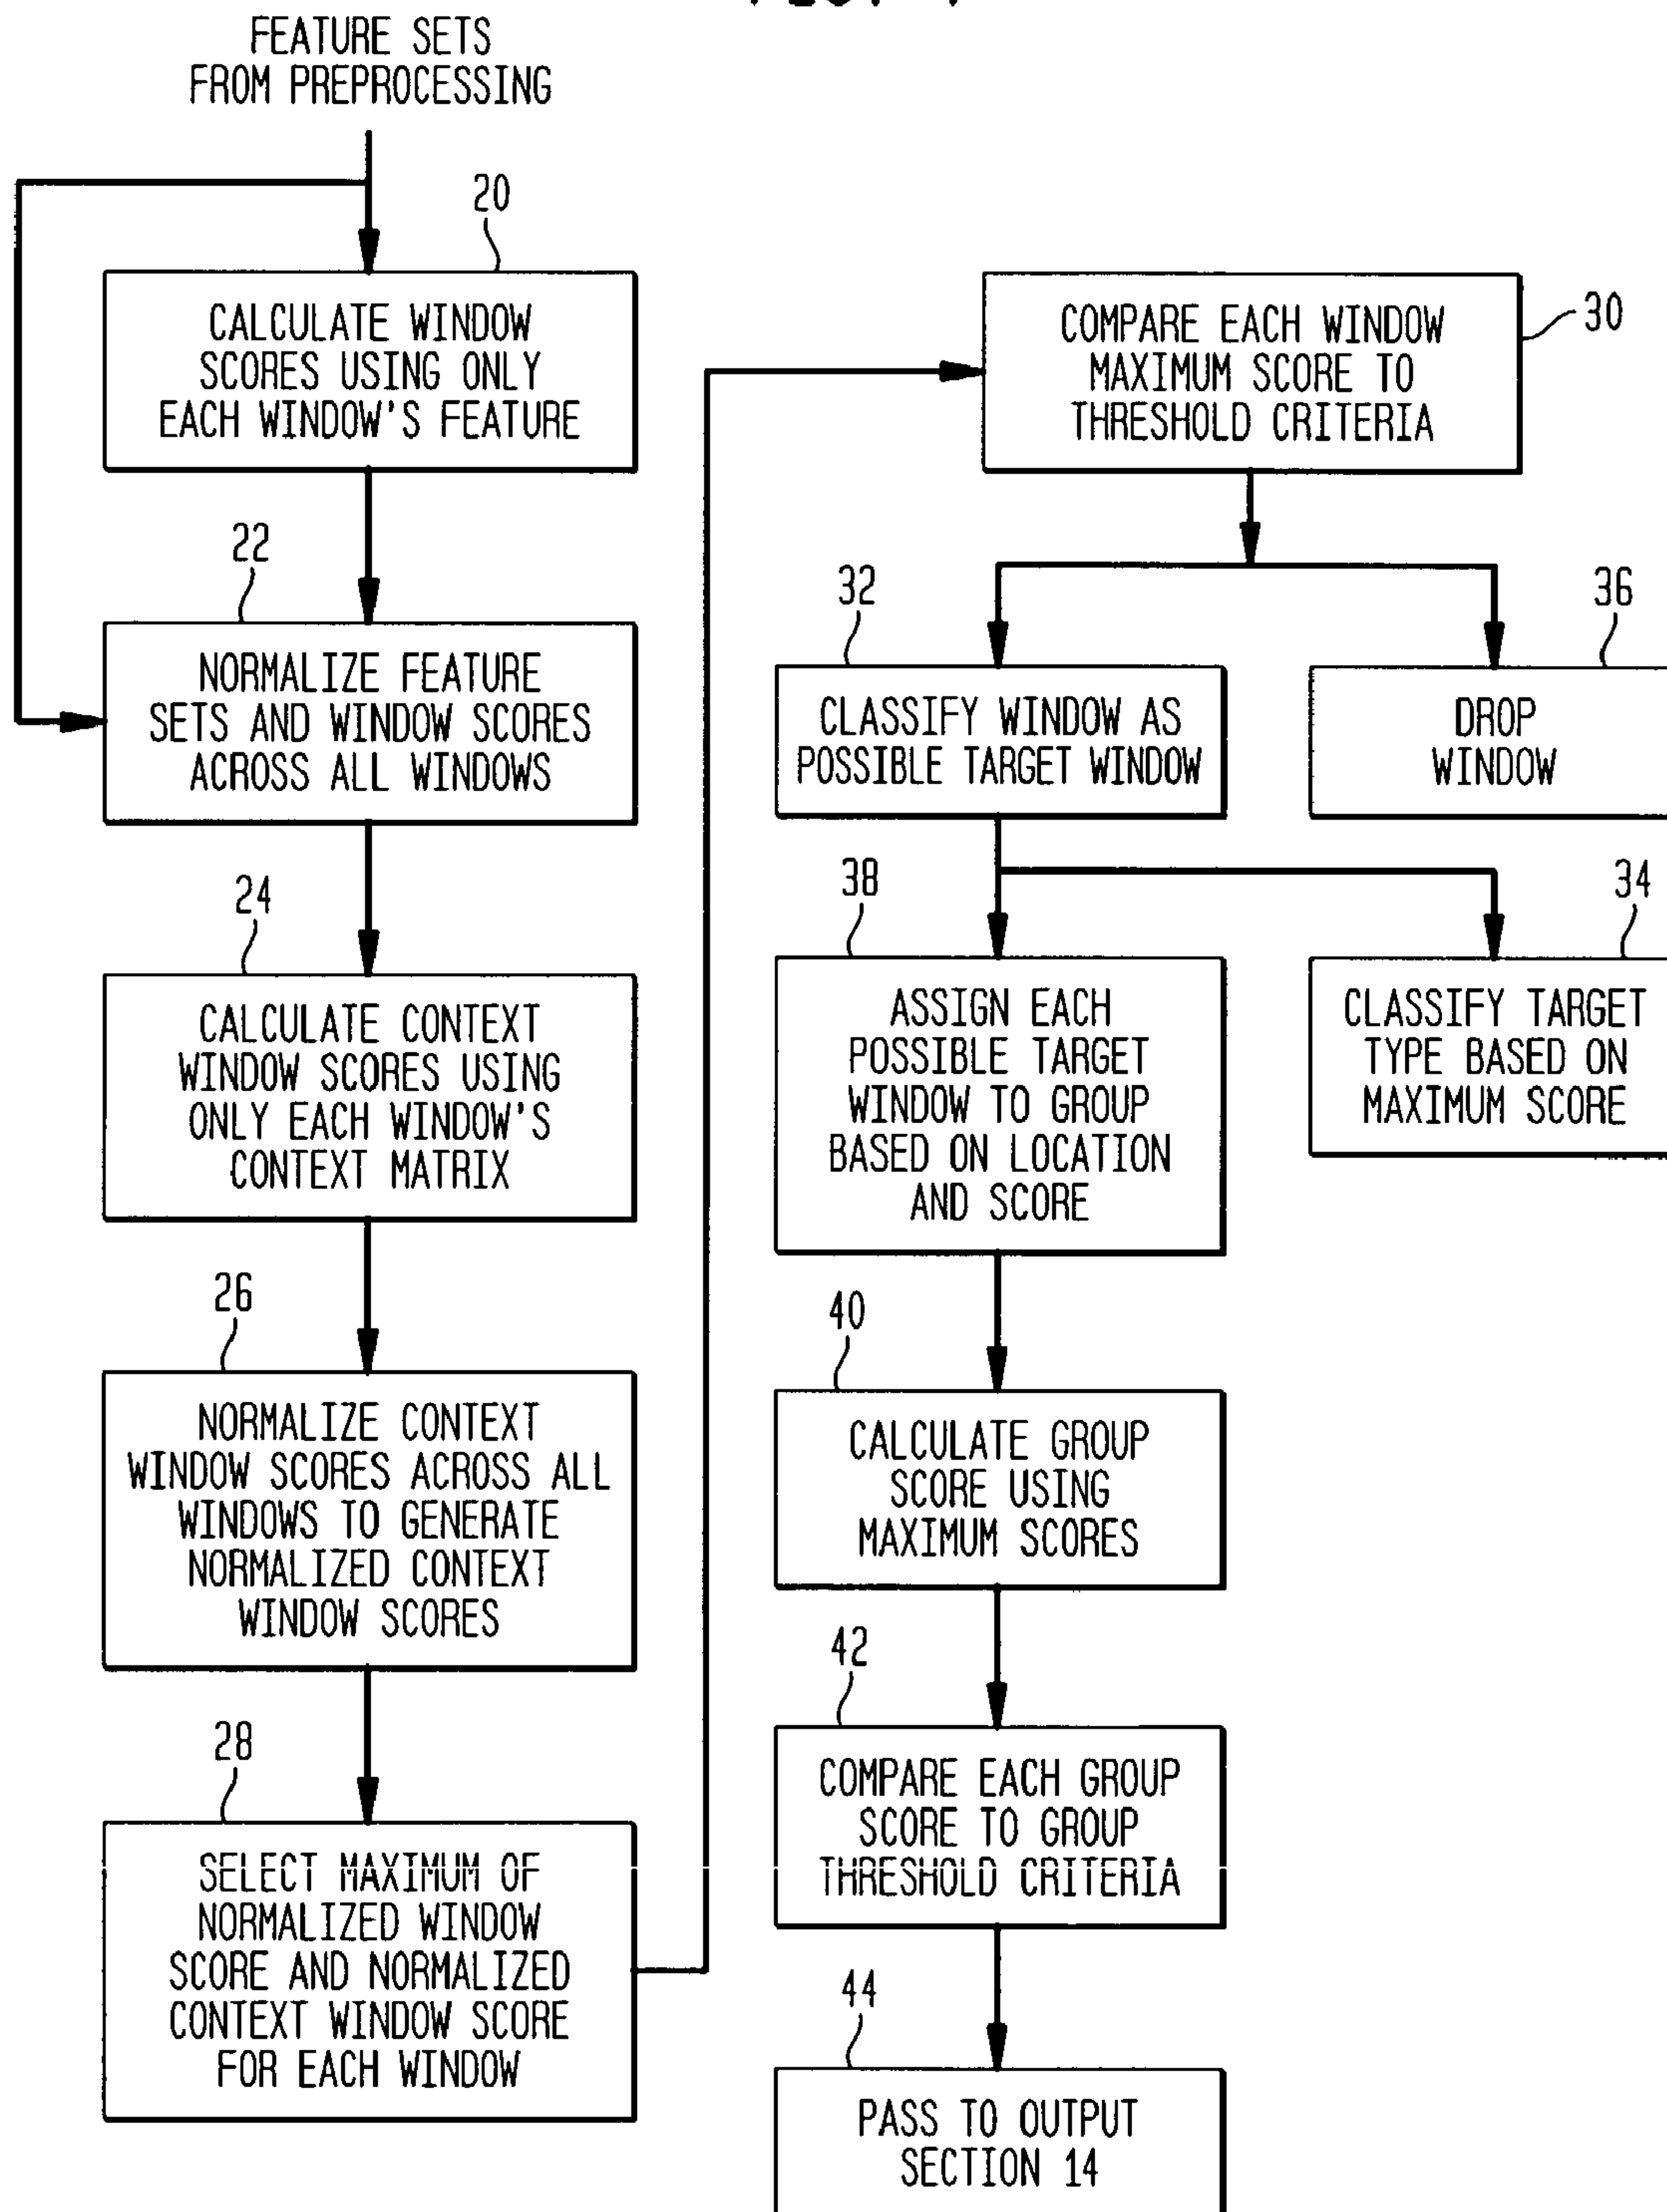 FEATURE SETS
FROM PREPROCESSING
20
CALCULATE WINDOW
SCORES USING ONLY
EACH WINDOW'S FEATURE
22
NORMALIZE FEATURE
SETS AND WINDOW SCORES
ACROSS ALL WINDOWS
24
CALCULATE CONTEXT
WINDOW SCORES USING
ONLY EACH WINDOW'S
CONTEXT MATRIX
26
NORMALIZE CONTEXT
WINDOW SCORES ACROSS ALL
WINDOWS TO GENERATE
NORMALIZED CONTEXT
WINDOW SCORES
28
SELECT MAXIMUM OF
NORMALIZED WINDOW
SCORE AND NORMALIZED
CONTEXT WINDOW SCORE
FOR EACH WINDOW
30
COMPARE EACH WINDOW
MAXIMUM SCORE TO
THRESHOLD CRITERIA
32
CLASSIFY WINDOW AS
POSSIBLE TARGET WINDOW
36
DROP
WINDOW
38
ASSIGN EACH
POSSIBLE TARGET
WINDOW TO GROUP
BASED ON LOCATION
AND SCORE
34
CLASSIFY TARGET
TYPE BASED ON
MAXIMUM SCORE
40
CALCULATE GROUP
SCORE USING
MAXIMUM SCORES
42
COMPARE EACH GROUP
SCORE TO GROUP
THRESHOLD CRITERIA
44
PASS TO OUTPUT
SECTION 14